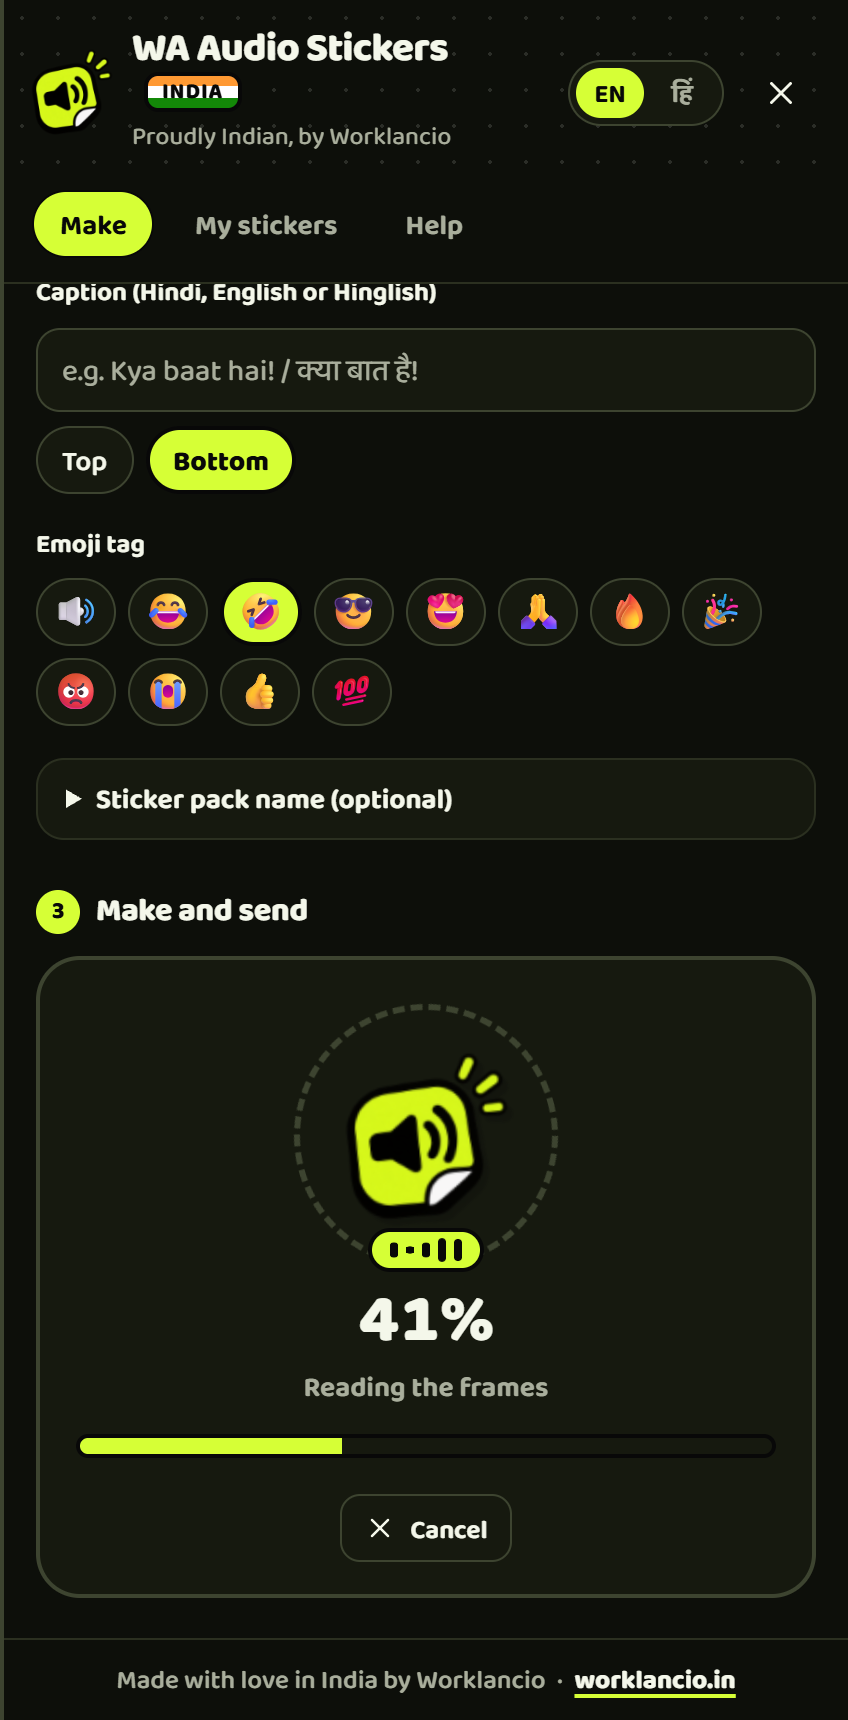 WA Audio Stickers
INDIA
Proudly Indian, by Worklancio
EN हिं
Make My stickers Help
Caption (Hindi, English or Hinglish)
e.g. Kya baat hai! / क्या बात है!
Top Bottom
Emoji tag
100
Sticker pack name (optional)
3 Make and send
41%
Reading the frames
Cancel
Made with love in India by Worklancio · worklancio.in